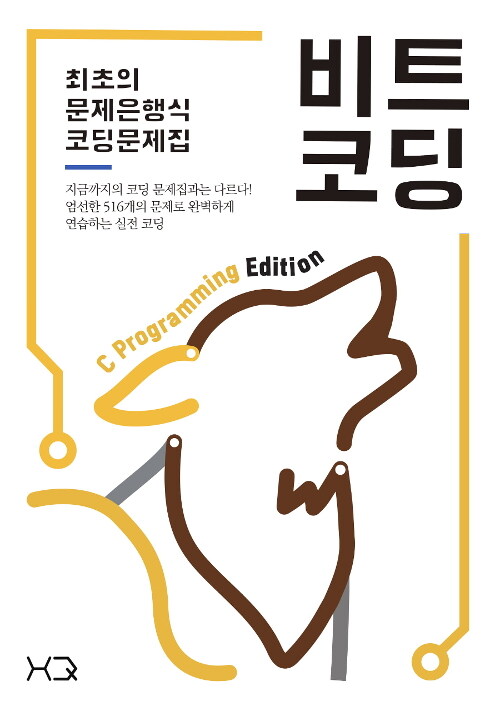 비트
코딩
최초의
문제은행식
코딩문제집
지금까지의 코딩 문제집과는 다르다!
엄선한 516개의 문제로 완벽하게
연습하는 실전 코딩
C Programming Edition